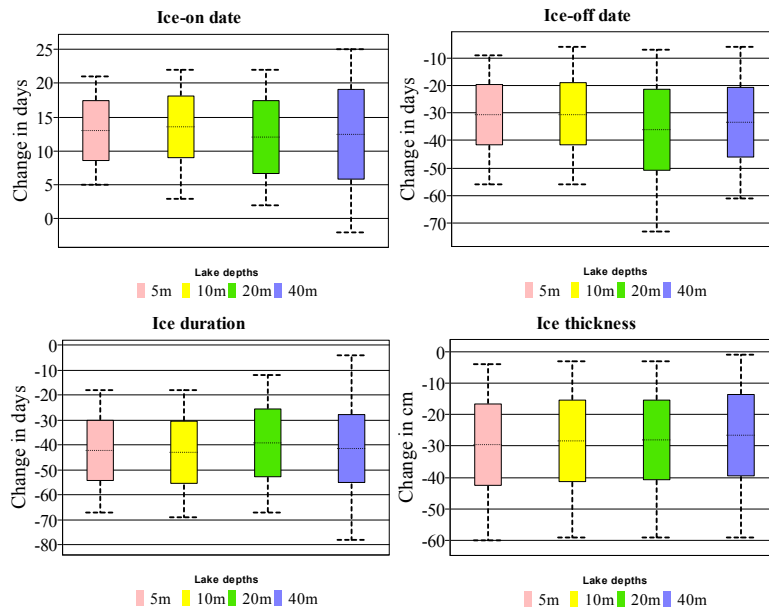 Ice-on date
25
20
15
10
5
0
Change in days
Lake depths
5m 10m 20m 40m
Ice-off date
-10
-20
-30
-40
-50
-60
-70
Change in days
Lake depths
5m 10m 20m 40m
Ice duration
0
-10
-20
-30
-40
-50
-60
-70
-80
Change in days
Lake depths
5m 10m 20m 40m
Ice thickness
0
-10
-20
-30
-40
-50
-60
Change in cm
Lake depths
5m 10m 20m 40m